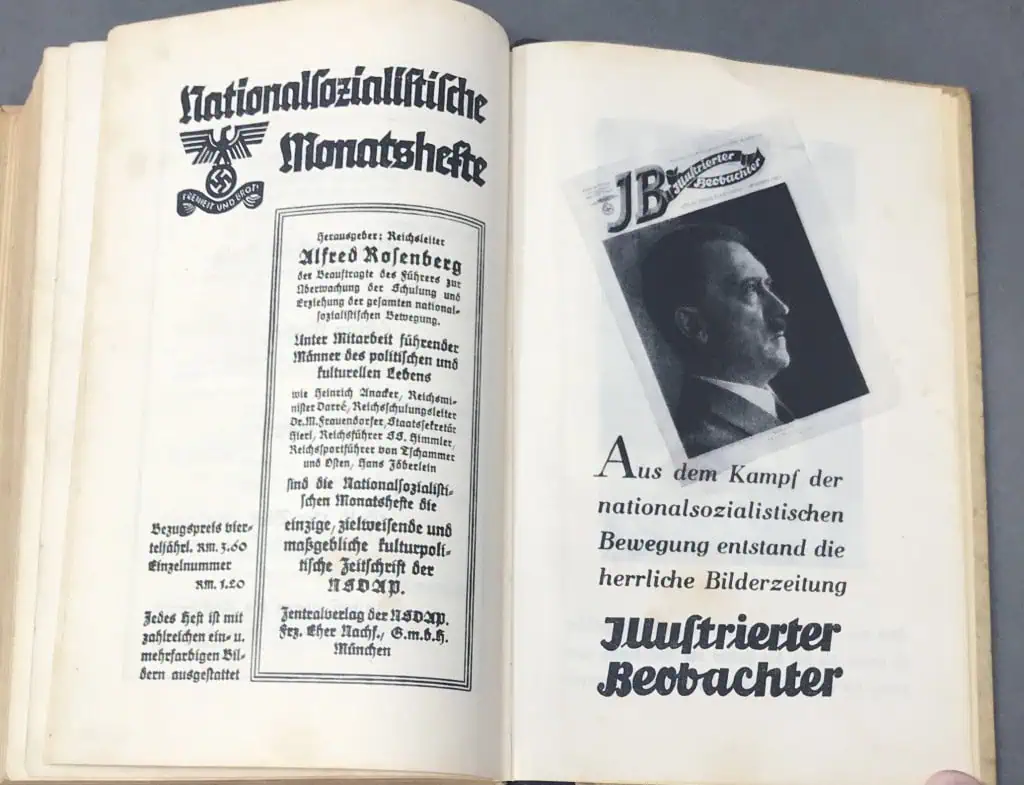 Nationalsozialistische
Monatshefte
FREIHEIT UND BROT!
Herausgeber: Reichsleiter
Alfred Rosenberg
der Beauftragte des Führers zur
Überwachung der Schulung und
Erziehung der gesamten national-
sozialistischen Bewegung.
Unter Mitarbeit führender
Männer des politischen und
kulturellen Lebens
wie Heinrich Anacker, Reichsmi-
nister Darré, Reichsschulungsleiter
Dr. M. Frauendorfer, Staatssekretär
Hierl, Reichsführer SS. Himmler,
Reichssportführer von Tschammer
und Osten, Hans Zöberlein
sind die Nationalsozialisti-
schen Monatshefte die
einzige, zielweisende und
maßgebliche kulturpoli-
tische Zeitschrift der
NSDAP.
Zentralverlag der NSDAP.
Frz. Eher Nachf., G.m.b.H.
München
Bezugspreis vier-
teljährl. RM. 3.60
Einzelnummer
RM. 1.20
Jedes Heft ist mit
zahlreichen ein- u.
mehrfarbigen Bil-
dern ausgestattet
JB
Illustrierter
Beobachter
Aus dem Kampf der
nationalsozialistischen
Bewegung entstand die
herrliche Bilderzeitung
Illustrierter
Beobachter